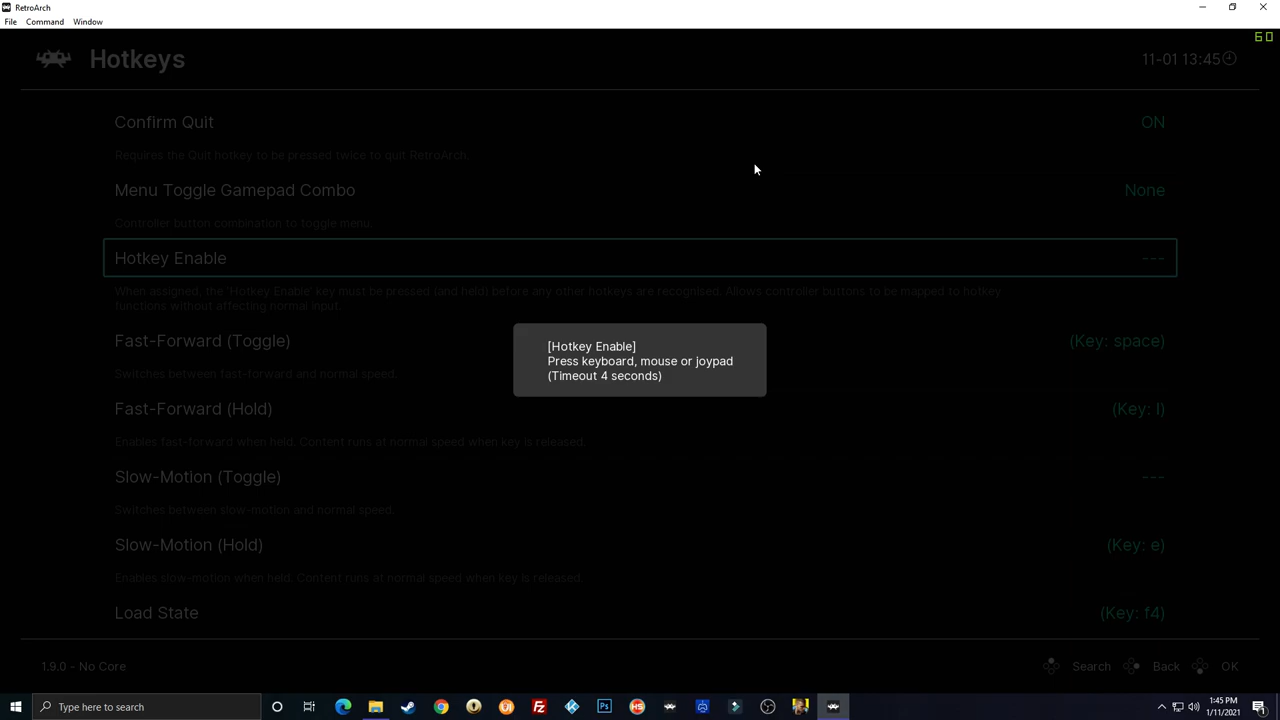 RetroArch
File Command Window
60
Hotkeys
11-01 13:45
Confirm Quit ON
Requires the Quit hotkey to be pressed twice to quit RetroArch.
Menu Toggle Gamepad Combo None
Controller button combination to toggle menu.
Hotkey Enable ---
When assigned, the 'Hotkey Enable' key must be pressed (and held) before any other hotkeys are recognised. Allows controller buttons to be mapped to hotkey
functions without affecting normal input.
[Hotkey Enable]
Press keyboard, mouse or joypad
(Timeout 4 seconds)
Fast-Forward (Toggle) (Key: space)
Switches between fast-forward and normal speed.
Fast-Forward (Hold) (Key: l)
Enables fast-forward when held. Content runs at normal speed when key is released.
Slow-Motion (Toggle) ---
Switches between slow-motion and normal speed.
Slow-Motion (Hold) (Key: e)
Enables slow-motion when held. Content runs at normal speed when key is released.
Load State (Key: f4)
1.9.0 - No Core Search Back OK
Type here to search
1:45 PM
1/11/2021